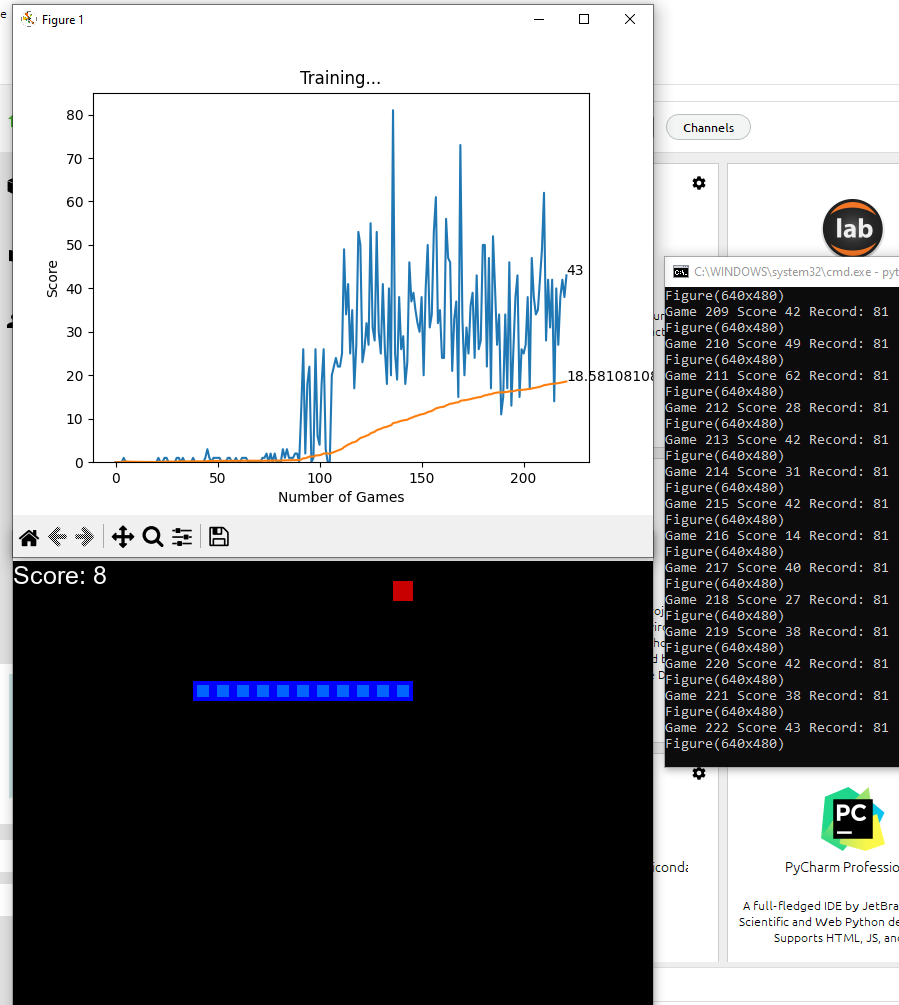 Figure 1
Training...
80
70
60
50
40
30
20
10
0
Score
43
18.58108108
0
50
100
150
200
Number of Games
Score: 8
Channels
lab
C:\WINDOWS\system32\cmd.exe - pyt
Figure(640x480)
Game 209 Score 42 Record: 81
Figure(640x480)
Game 210 Score 49 Record: 81
Figure(640x480)
Game 211 Score 62 Record: 81
Figure(640x480)
Game 212 Score 28 Record: 81
Figure(640x480)
Game 213 Score 42 Record: 81
Figure(640x480)
Game 214 Score 31 Record: 81
Figure(640x480)
Game 215 Score 42 Record: 81
Figure(640x480)
Game 216 Score 14 Record: 81
Figure(640x480)
Game 217 Score 40 Record: 81
Figure(640x480)
Game 218 Score 27 Record: 81
Figure(640x480)
Game 219 Score 38 Record: 81
Figure(640x480)
Game 220 Score 42 Record: 81
Figure(640x480)
Game 221 Score 38 Record: 81
Figure(640x480)
Game 222 Score 43 Record: 81
Figure(640x480)
PC
PyCharm Professio
A full-fledged IDE by JetBra
Scientific and Web Python de
Supports HTML, JS, an